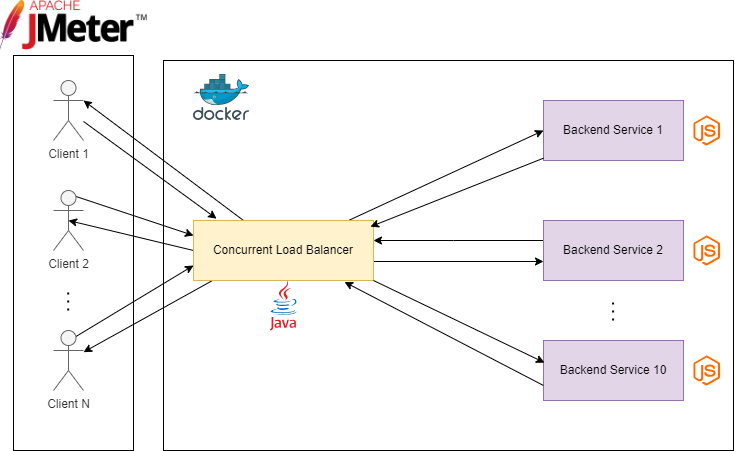 APACHE
JMeter™
docker
Client 1
Backend Service 1
JS
Client 2
Concurrent Load Balancer
Backend Service 2
JS
Java
Client N
Backend Service 10
JS